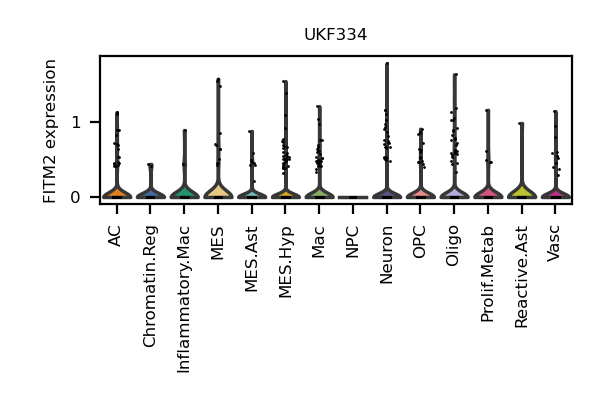 UKF334
FITM2 expression
1
0
AC
Chromatin.Reg
Inflammatory.Mac
MES
MES.Ast
MES.Hyp
Mac
NPC
Neuron
OPC
Oligo
Prolif.Metab
Reactive.Ast
Vasc